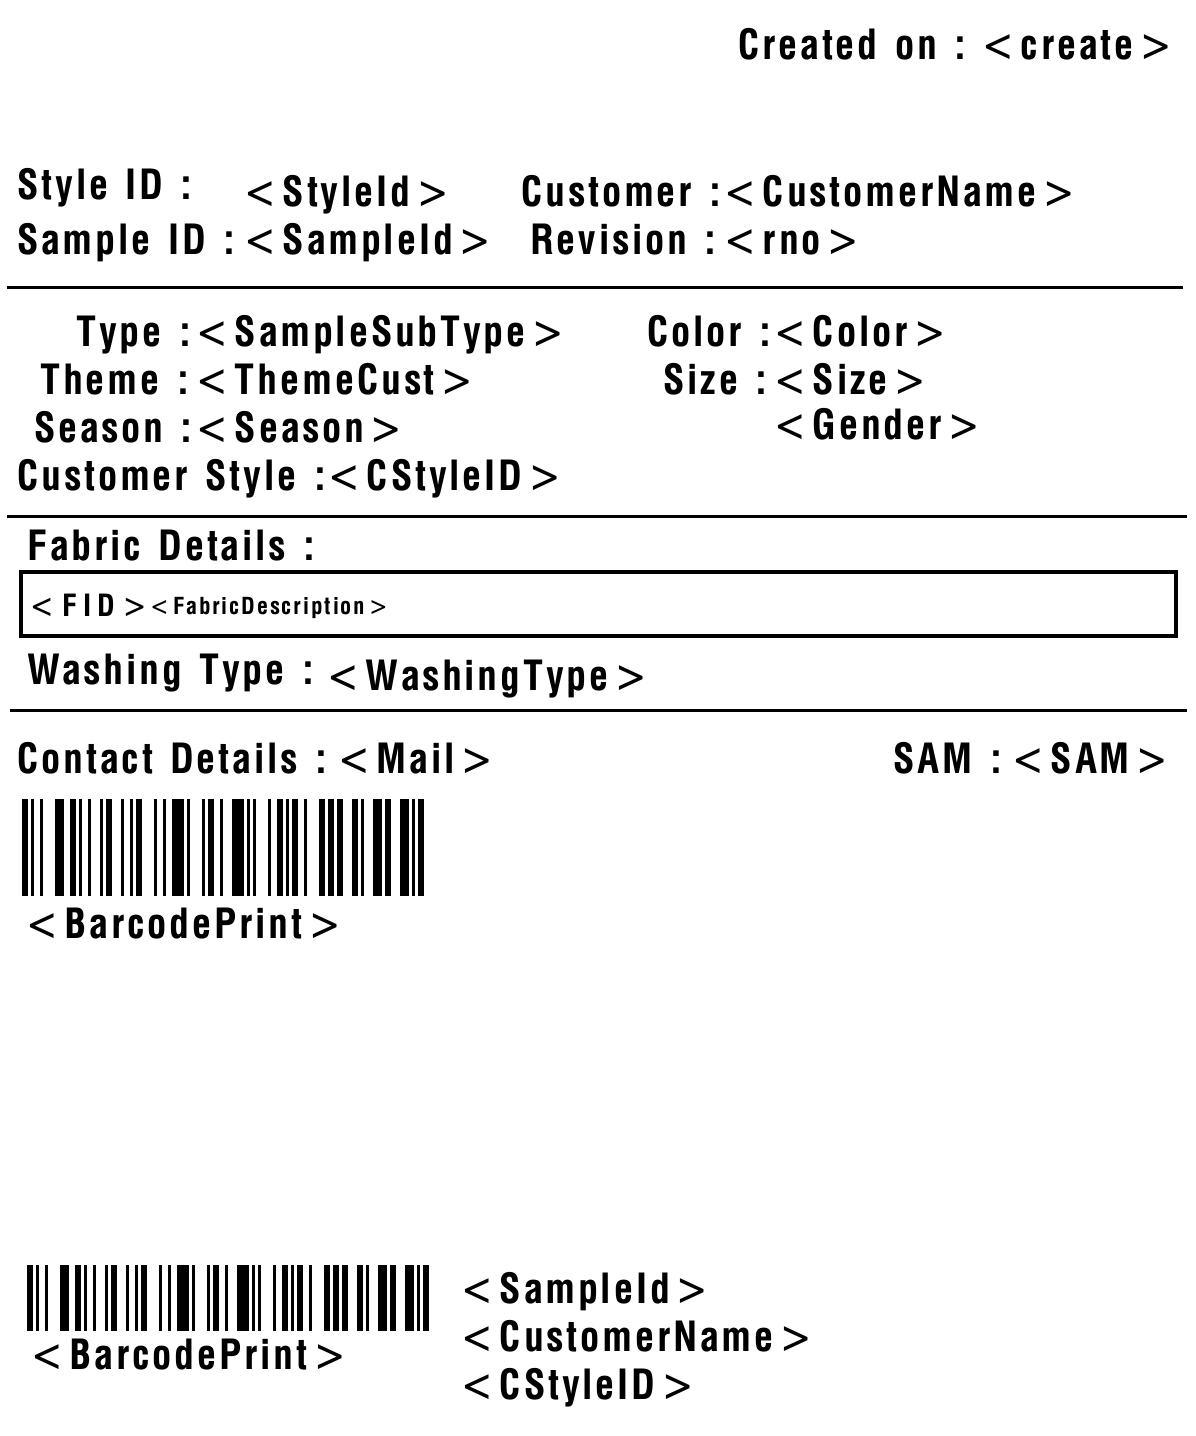 Created on : <create>
Style ID : <StyleId> Customer :<CustomerName>
Sample ID :<SampleId> Revision :<rno>
Type :<SampleSubType> Color :<Color>
Theme :<ThemeCust> Size :<Size>
Season :<Season> <Gender>
Customer Style :<CStyleID>
Fabric Details :
<FID><FabricDescription>
Washing Type : <WashingType>
Contact Details : <Mail> SAM : <SAM>
<BarcodePrint>
<SampleId>
<CustomerName>
<BarcodePrint>
<CStyleID>